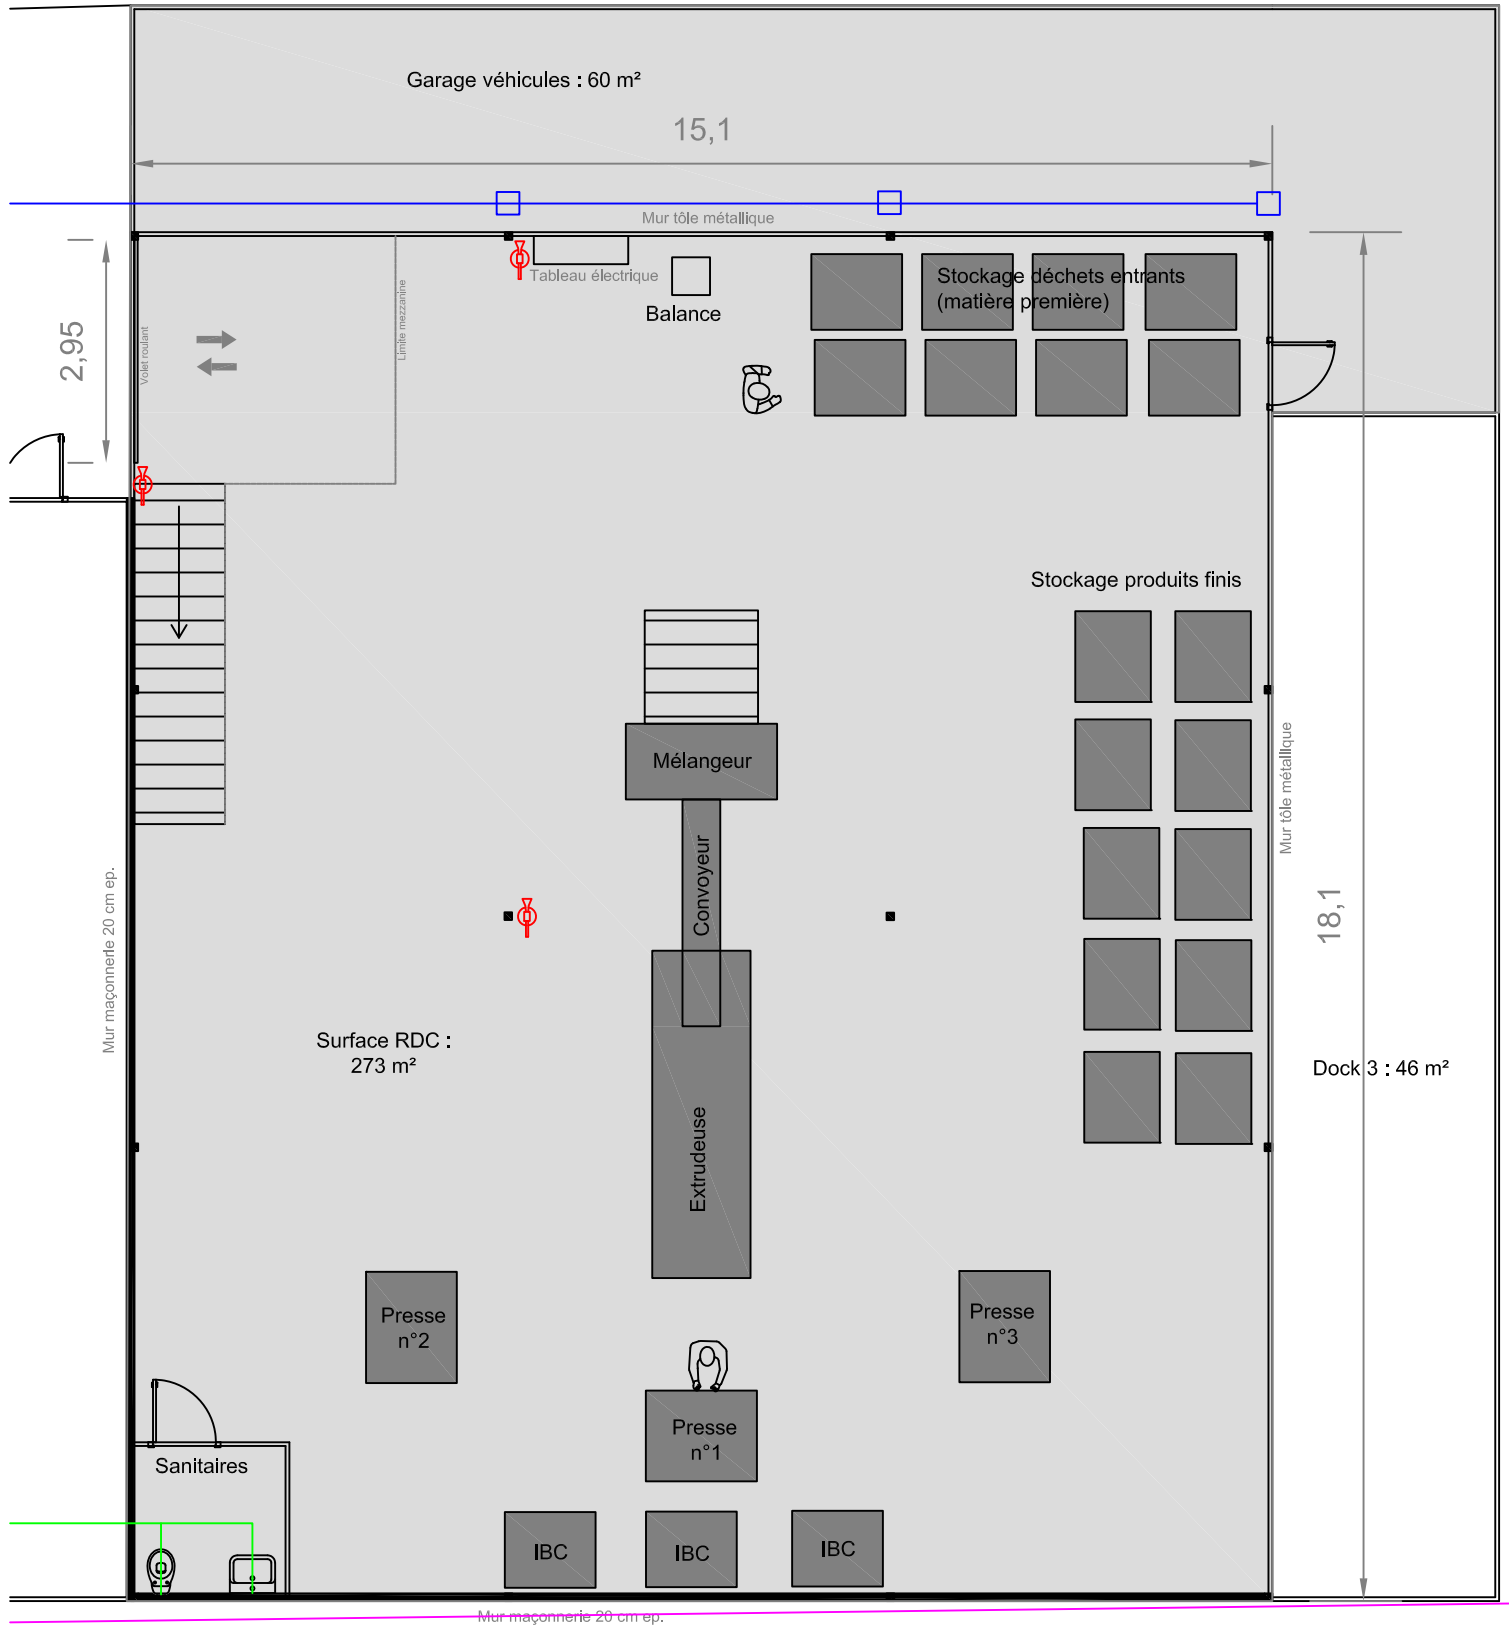 Garage véhicules : 60 m²
15,1
Mur tôle métallique
Tableau électrique
Balance
Stockage déchets entrants
(matière première)
2,95
Volet roulant
Limite mezzanine
Stockage produits finis
Mélangeur
Convoyeur
Mur tôle métallique
18,1
Mur maçonnerie 20 cm ep.
Surface RDC :
273 m²
Dock 3 : 46 m²
Extrudeuse
Presse
n°2
Presse
n°3
Presse
n°1
Sanitaires
IBC
IBC
IBC
Mur maçonnerie 20 cm ep.